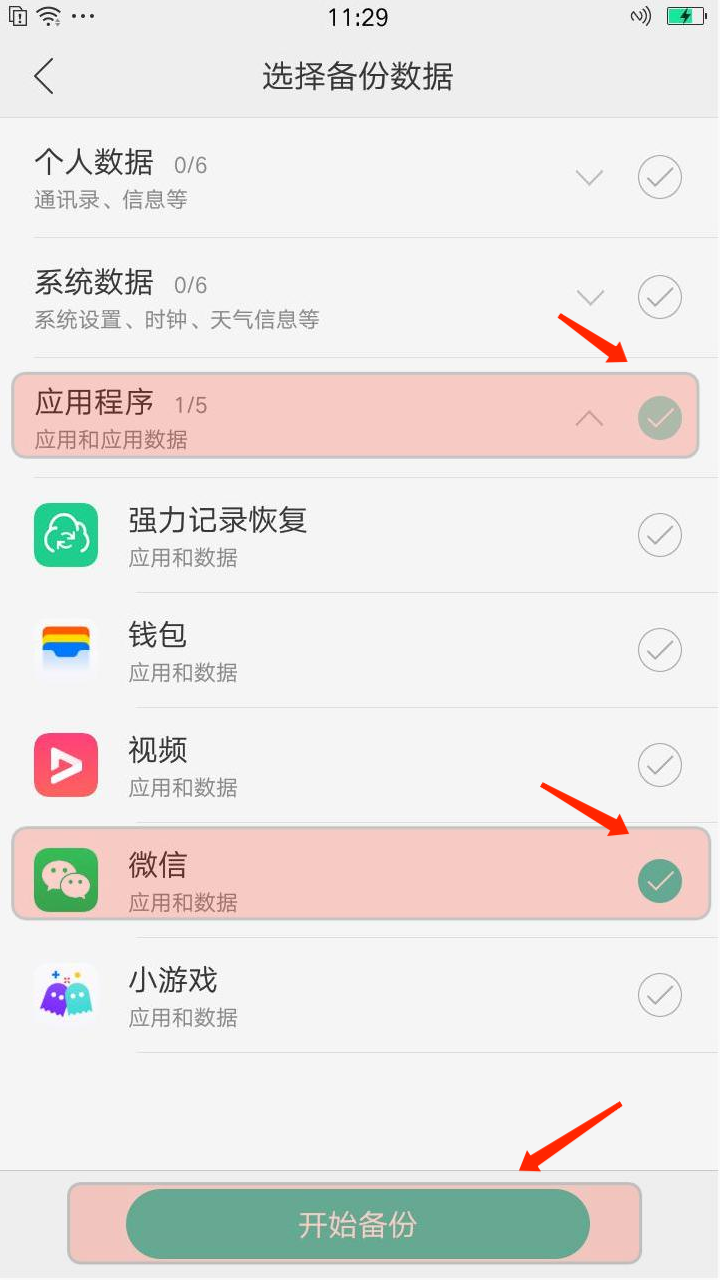 11:29
选择备份数据
个人数据 0/6
通讯录、信息等
系统数据 0/6
系统设置、时钟、天气信息等
应用程序 1/5
应用和应用数据
强力记录恢复
应用和数据
钱包
应用和数据
视频
应用和数据
微信
应用和数据
小游戏
应用和数据
开始备份